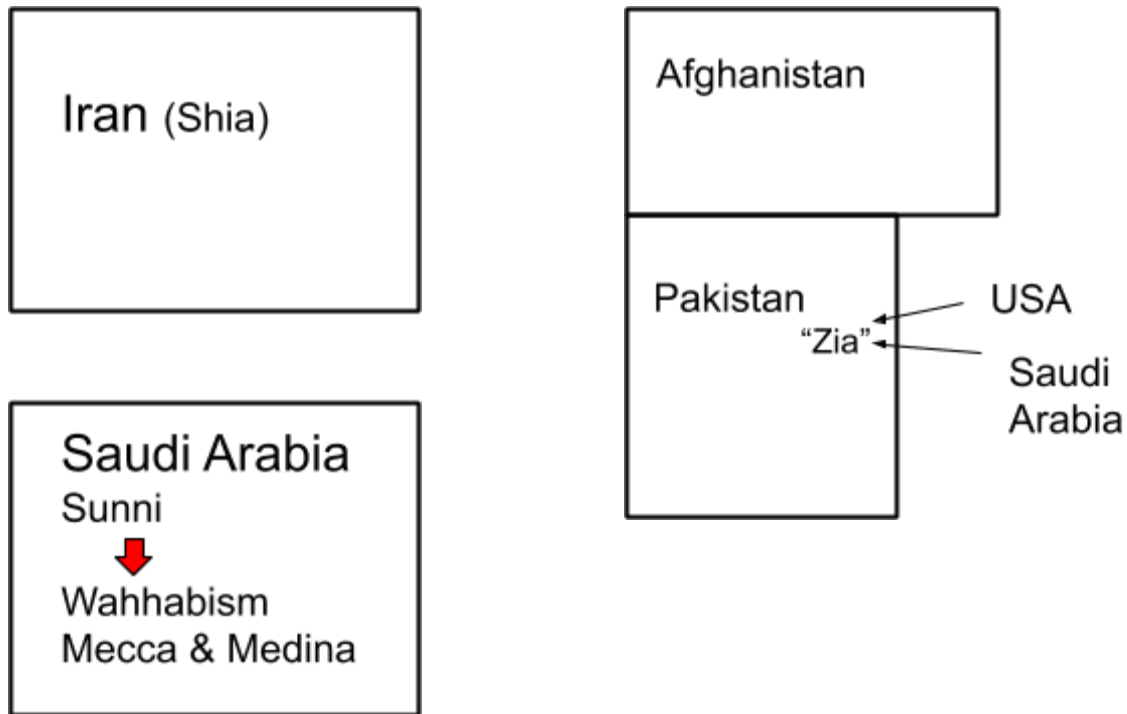 Iran (Shia)
Saudi Arabia
Sunni
Wahhabism
Mecca & Medina
Afghanistan
Pakistan
“Zia”
USA
Saudi
Arabia